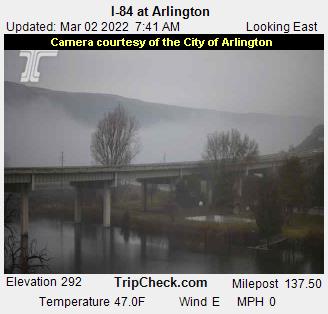 I-84 at Arlington
Updated: Mar 02 2022 7:41 AM Looking East
Camera courtesy of the City of Arlington
Elevation 292 TripCheck.com Milepost 137.50
Temperature 47.0F Wind E MPH 0